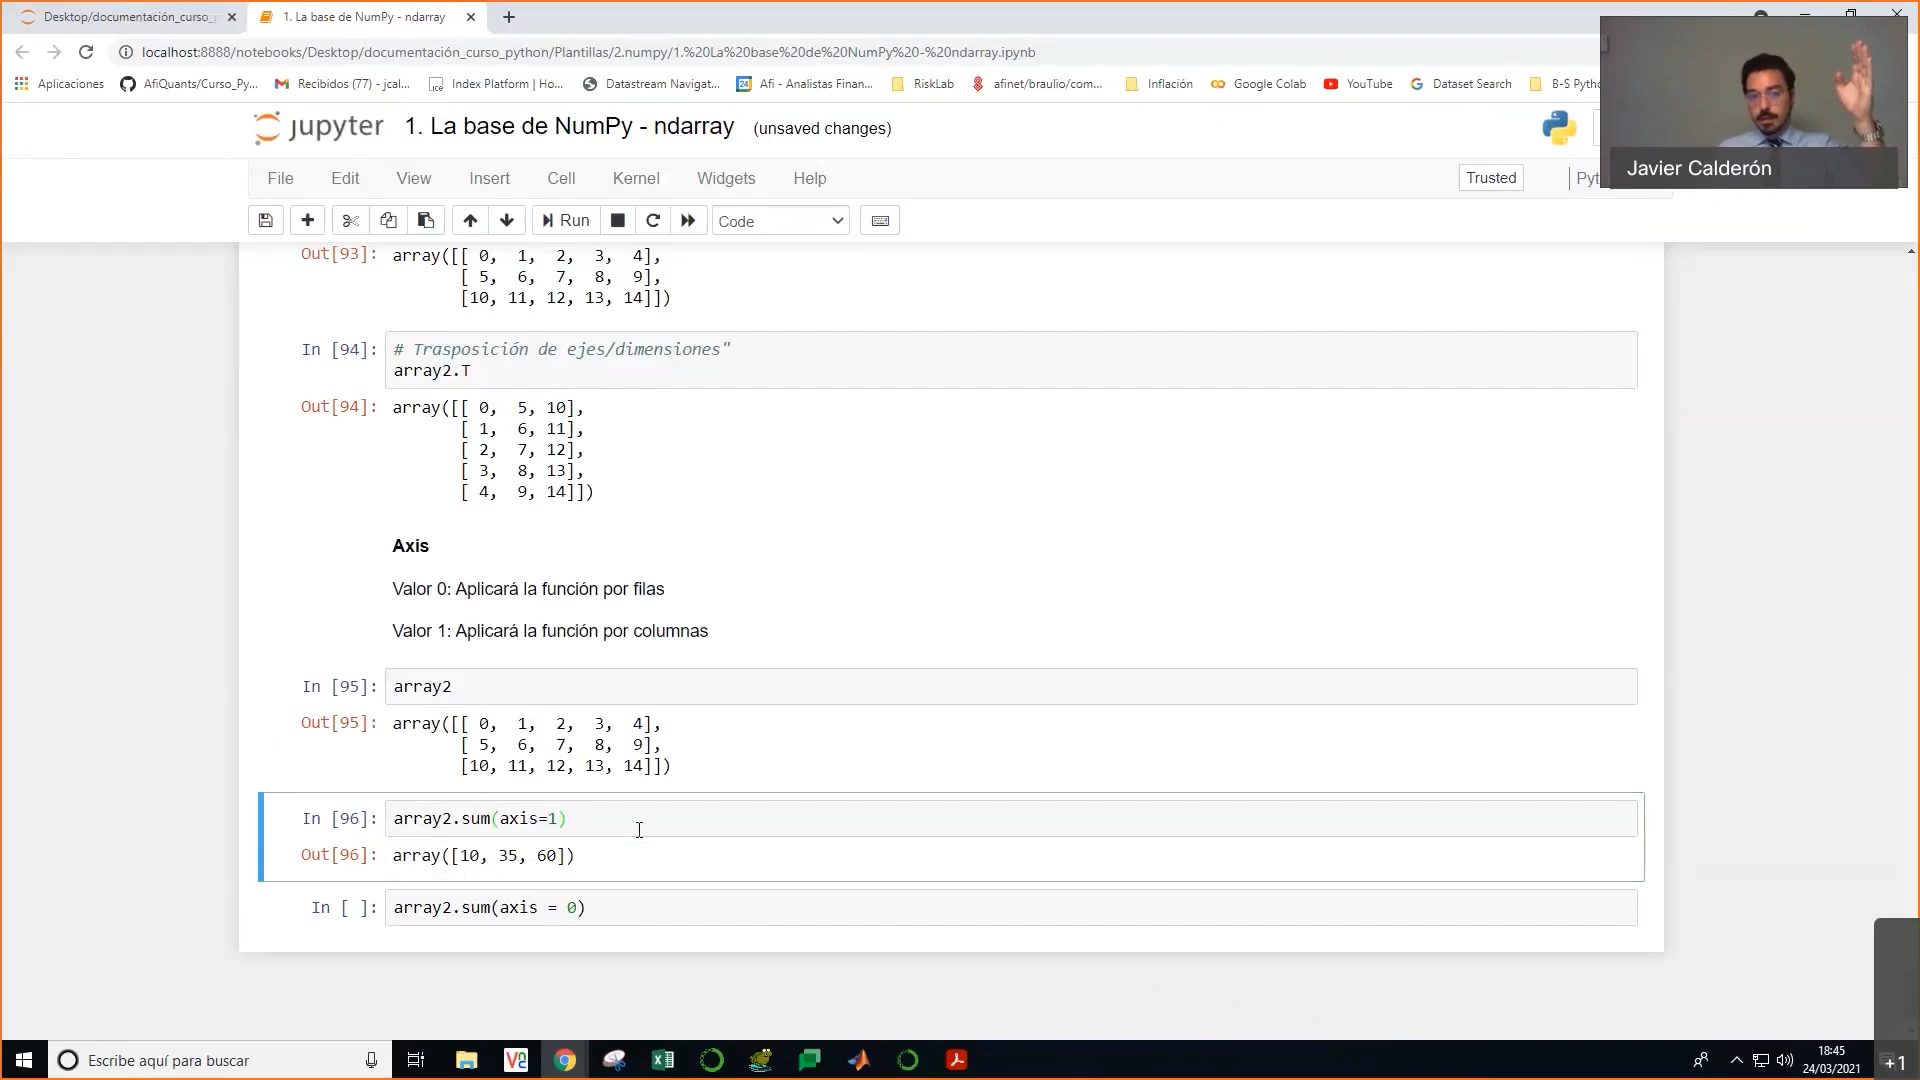 Desktop/documentación_curso_p
1. La base de NumPy - ndarray
localhost:8888/notebooks/Desktop/documentación_curso_python/Plantillas/2.numpy/1.%20La%20base%20de%20NumPy%20-%20ndarray.ipynb
Aplicaciones
AfiQuants/Curso_Py...
Recibidos (77) - jcal...
Index Platform | Ho...
Datastream Navigat...
Afi - Analistas Finan...
RiskLab
afinet/braulio/com...
Inflación
Google Colab
YouTube
Dataset Search
B-S Pytho
jupyter
1. La base de NumPy - ndarray
(unsaved changes)
Javier Calderón
File Edit View Insert Cell Kernel Widgets Help
Trusted
Pyt
Run
Code
Out[93]: array([[ 0, 1, 2, 3, 4],
[ 5, 6, 7, 8, 9],
[10, 11, 12, 13, 14]])
In [94]: # Trasposición de ejes/dimensiones"
array2.T
Out[94]: array([[ 0, 5, 10],
[ 1, 6, 11],
[ 2, 7, 12],
[ 3, 8, 13],
[ 4, 9, 14]])
Axis
Valor 0: Aplicará la función por filas
Valor 1: Aplicará la función por columnas
In [95]: array2
Out[95]: array([[ 0, 1, 2, 3, 4],
[ 5, 6, 7, 8, 9],
[10, 11, 12, 13, 14]])
In [96]: array2.sum(axis=1)
Out[96]: array([10, 35, 60])
In [ ]: array2.sum(axis = 0)
Escribe aquí para buscar
18:45
24/03/2021
+1